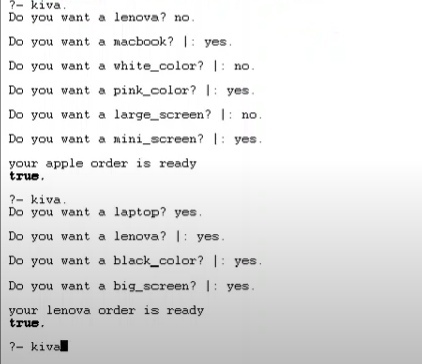 ?- kiva.
Do you want a lenova? no.
Do you want a macbook? |: yes.
Do you want a white_color? |: no.
Do you want a pink_color? |: yes.
Do you want a large_screen? |: no.
Do you want a mini_screen? |: yes.
your apple order is ready
true.
?- kiva.
Do you want a laptop? yes.
Do you want a lenova? |: yes.
Do you want a black_color? |: yes.
Do you want a big_screen? |: yes.
your lenova order is ready
true.
?- kiva